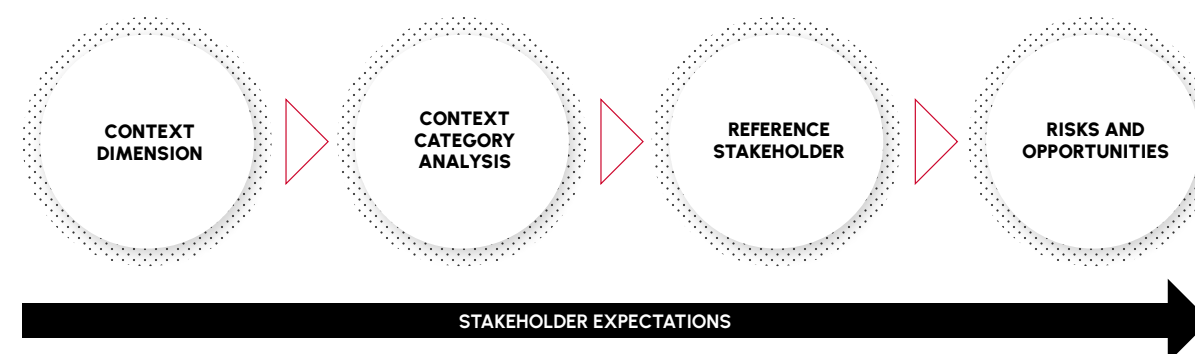 CONTEXT
DIMENSION
CONTEXT
CATEGORY
ANALYSIS
REFERENCE
STAKEHOLDER
RISKS AND
OPPORTUNITIES
STAKEHOLDER EXPECTATIONS